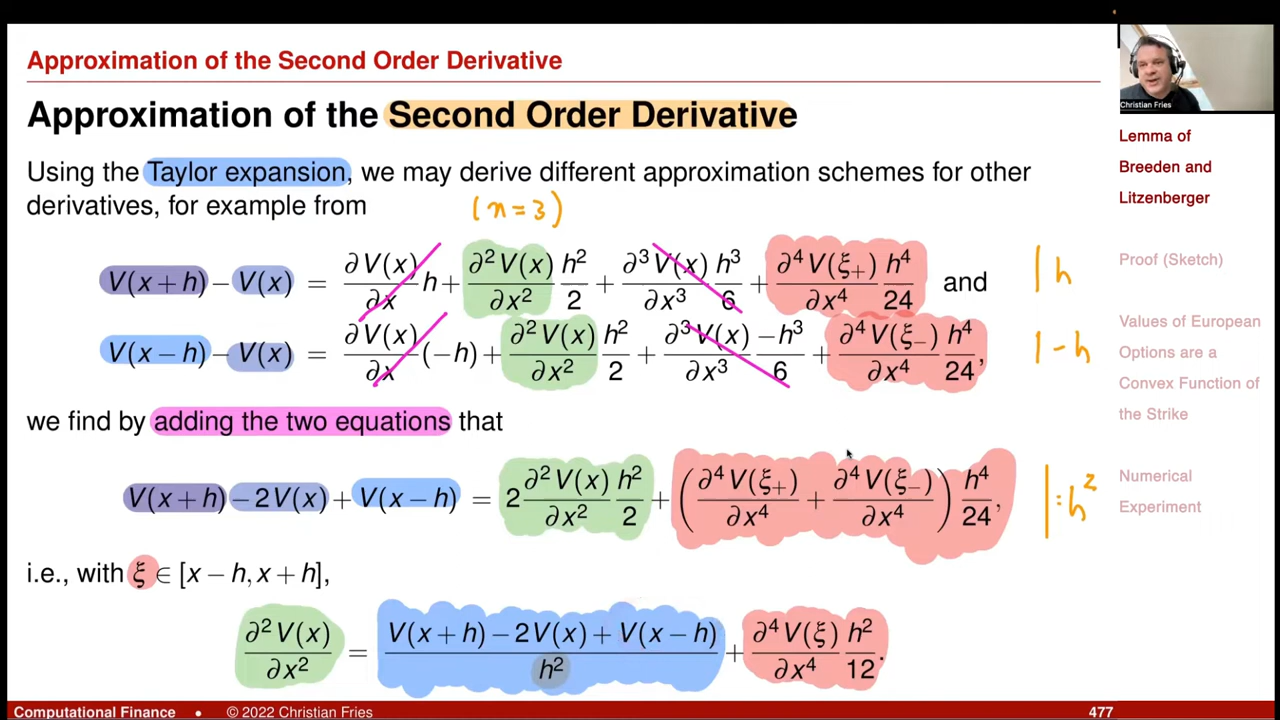 Approximation of the Second Order Derivative
Approximation of the Second Order Derivative
Using the Taylor expansion, we may derive different approximation schemes for other
derivatives, for example from
(n=3)
V(x+h)−V(x) = ∂V(x)/∂x h + ∂²V(x)/∂x² h²/2 + ∂³V(x)/∂x³ h³/6 + ∂⁴V(ξ₊)/∂x⁴ h⁴/24 and
| h
V(x−h)−V(x) = ∂V(x)/∂x (−h) + ∂²V(x)/∂x² h²/2 + ∂³V(x)/∂x³ −h³/6 + ∂⁴V(ξ₋)/∂x⁴ h⁴/24,
| −h
we find by adding the two equations that
V(x+h)−2V(x)+V(x−h) = 2 ∂²V(x)/∂x² h²/2 + (∂⁴V(ξ₊)/∂x⁴ + ∂⁴V(ξ₋)/∂x⁴) h⁴/24,
| :h²
i.e., with ξ ∈ [x−h, x+h],
∂²V(x)/∂x² = V(x+h)−2V(x)+V(x−h)/h² + ∂⁴V(ξ)/∂x⁴ h²/12.
Computational Finance • © 2022 Christian Fries
477
Christian Fries
Lemma of
Breeden and
Litzenberger
Proof (Sketch)
Values of European
Options are a
Convex Function of
the Strike
Numerical
Experiment